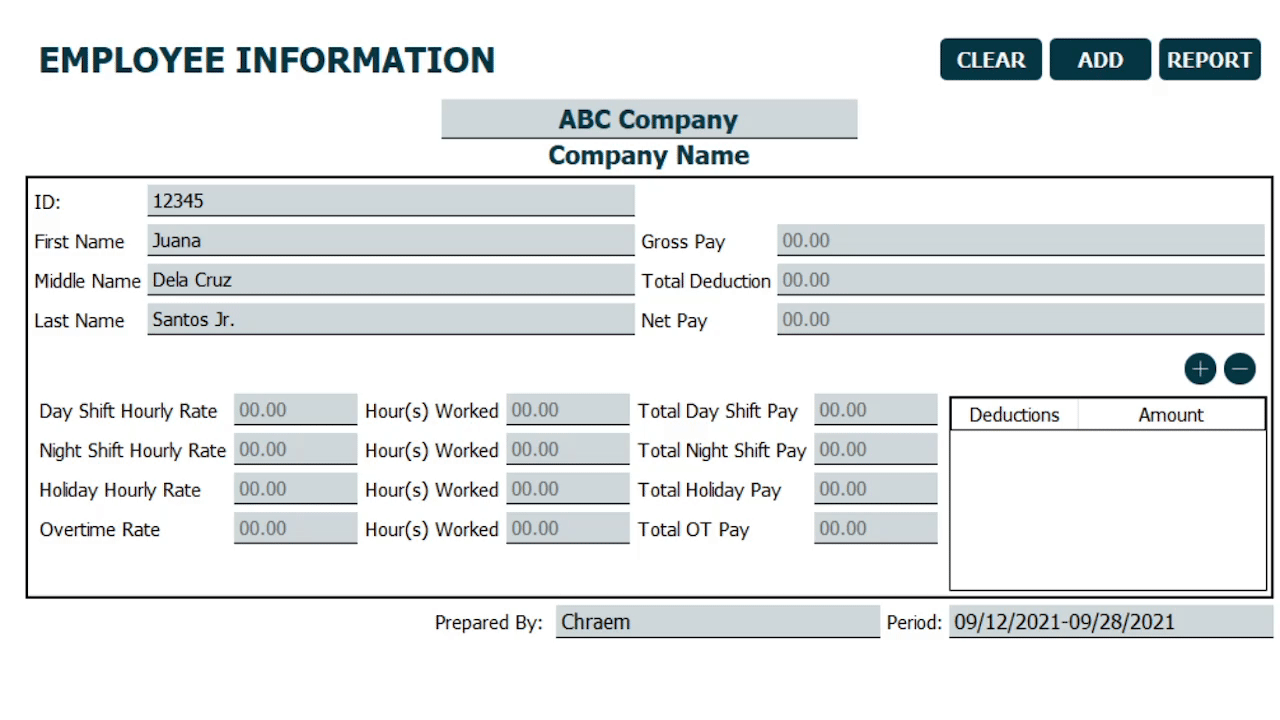 EMPLOYEE INFORMATION
CLEAR ADD REPORT
ABC Company
Company Name
ID: 12345
First Name Juana Gross Pay 00.00
Middle Name Dela Cruz Total Deduction 00.00
Last Name Santos Jr. Net Pay 00.00
+ −
Day Shift Hourly Rate 00.00 Hour(s) Worked 00.00 Total Day Shift Pay 00.00 Deductions Amount
Night Shift Hourly Rate 00.00 Hour(s) Worked 00.00 Total Night Shift Pay 00.00
Holiday Hourly Rate 00.00 Hour(s) Worked 00.00 Total Holiday Pay 00.00
Overtime Rate 00.00 Hour(s) Worked 00.00 Total OT Pay 00.00
Prepared By: Chraem Period: 09/12/2021-09/28/2021